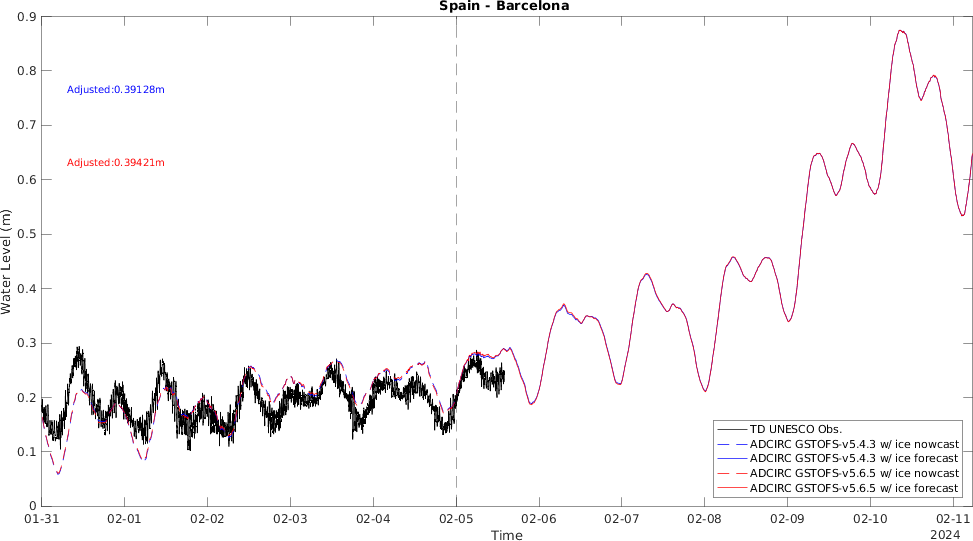 Spain - Barcelona
0.9
0.8
0.7
0.6
0.5
0.4
0.3
0.2
0.1
0
Water Level (m)
Adjusted:0.39128m
Adjusted:0.39421m
TD UNESCO Obs.
ADCIRC GSTOFS-v5.4.3 w/ ice nowcast
ADCIRC GSTOFS-v5.4.3 w/ ice forecast
ADCIRC GSTOFS-v5.6.5 w/ ice nowcast
ADCIRC GSTOFS-v5.6.5 w/ ice forecast
01-31 02-01 02-02 02-03 02-04 02-05 02-06 02-07 02-08 02-09 02-10 02-11
Time
2024